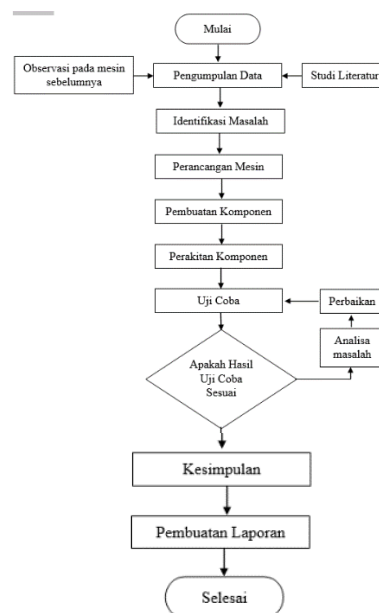 Mulai
Observasi pada mesin
sebelumnya
Pengumpulan Data
Studi Literatur
Identifikasi Masalah
Perancangan Mesin
Pembuatan Komponen
Perakitan Komponen
Uji Coba
Perbaikan
Analisa
masalah
Apakah Hasil
Uji Coba
Sesuai
Kesimpulan
Pembuatan Laporan
Selesai